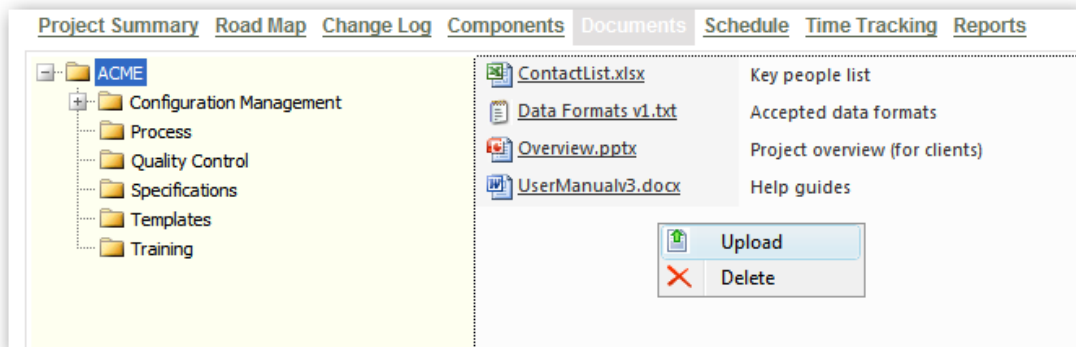 Project Summary Road Map Change Log Components Documents Schedule Time Tracking Reports
ACME
Configuration Management
Process
Quality Control
Specifications
Templates
Training
ContactList.xlsx Key people list
Data Formats v1.txt Accepted data formats
Overview.pptx Project overview (for clients)
UserManualv3.docx Help guides
Upload
Delete